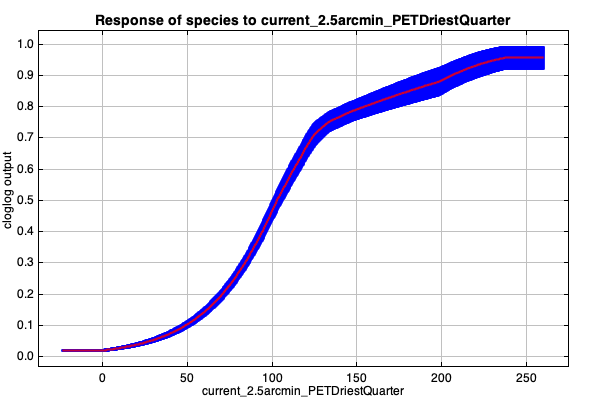 Response of species to current_2.5arcmin_PETDriestQuarter
1.0
0.9
0.8
0.7
0.6
0.5
0.4
0.3
0.2
0.1
0.0
cloglog output
0 50 100 150 200 250
current_2.5arcmin_PETDriestQuarter